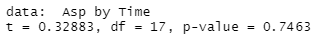 data:  Asp by Time
t = 0.32883, df = 17, p-value = 0.7463